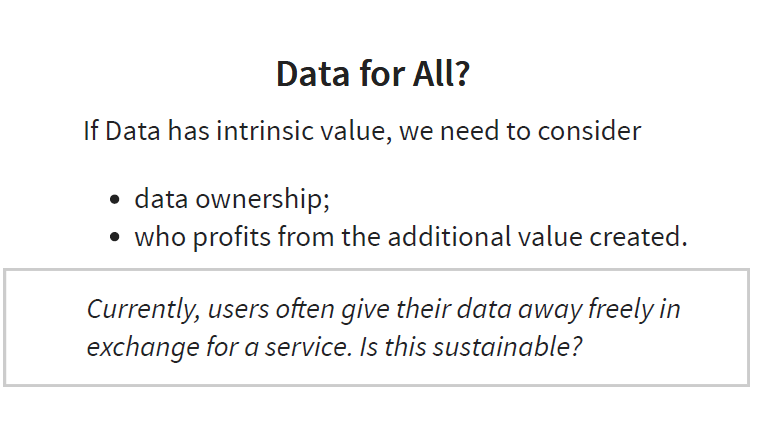 Data for All?
If Data has intrinsic value, we need to consider
• data ownership;
• who profits from the additional value created.
Currently, users often give their data away freely in
exchange for a service. Is this sustainable?